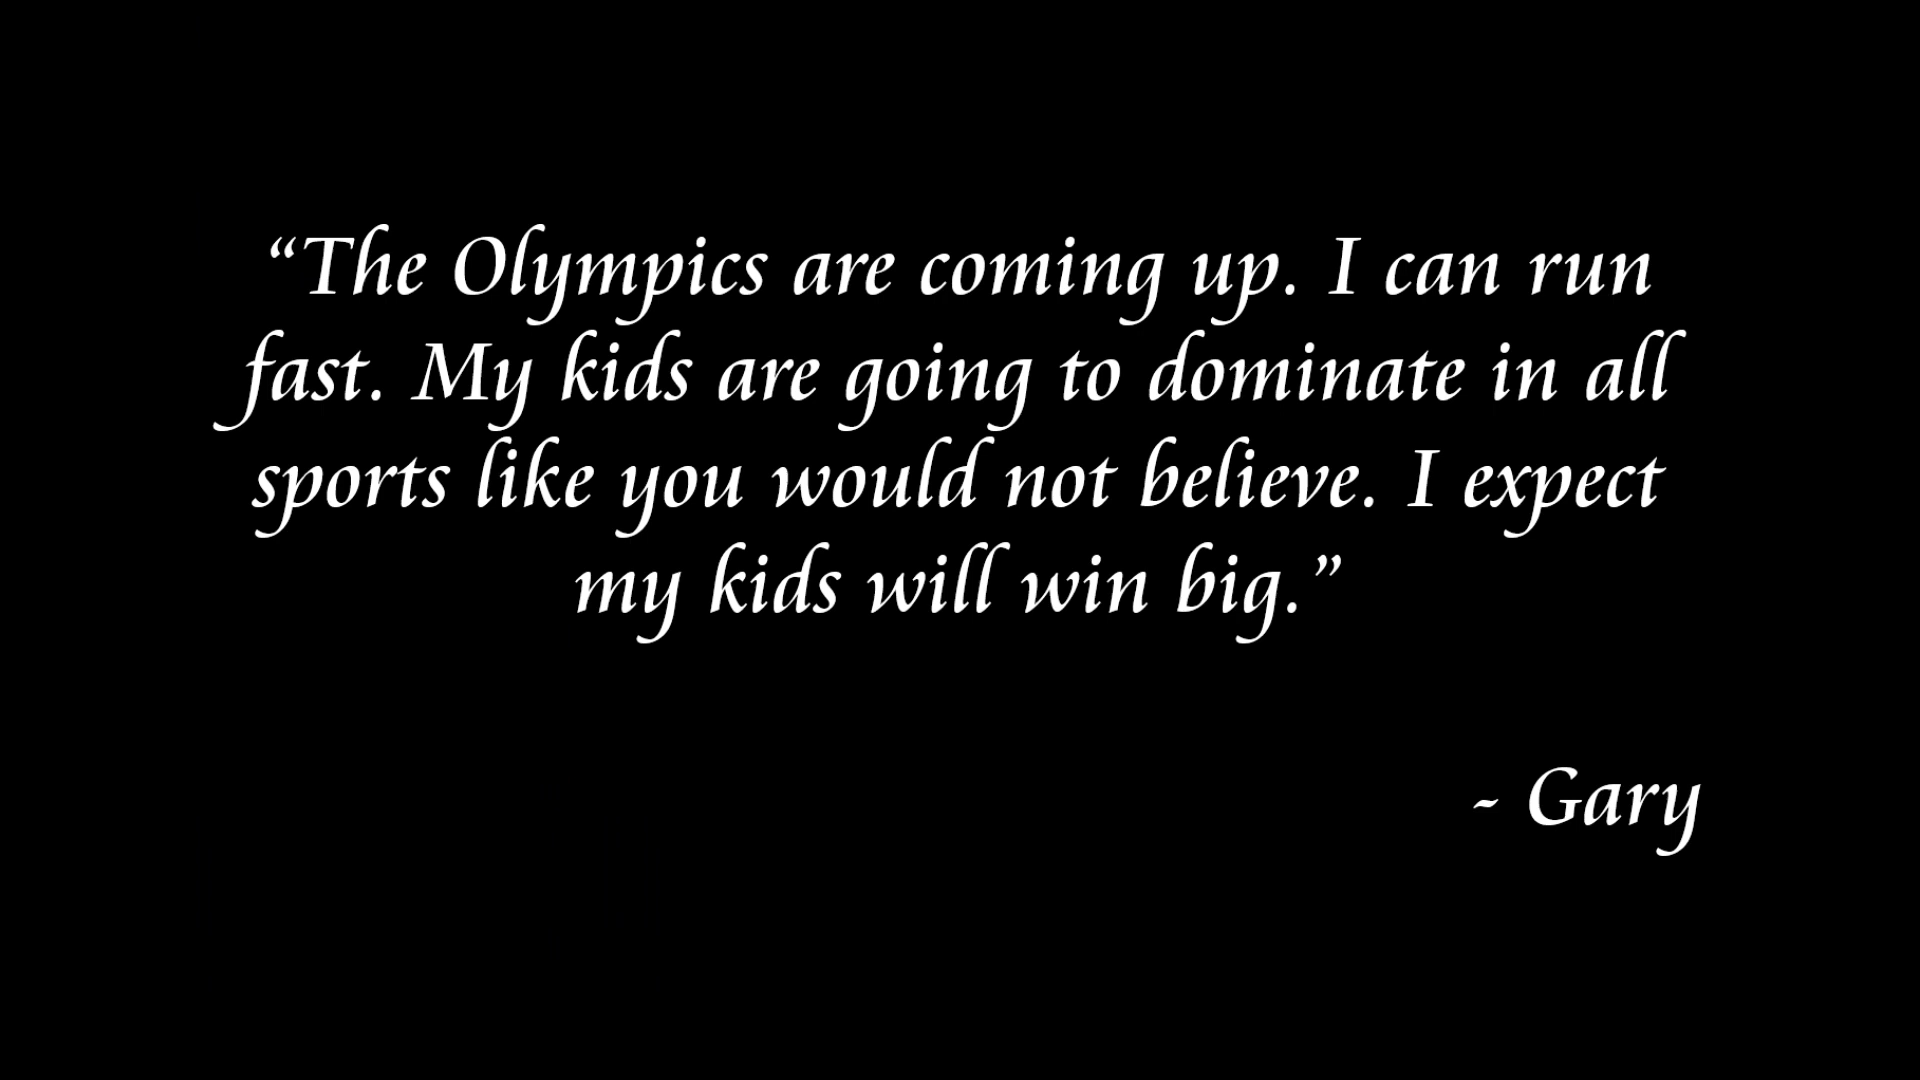 “The Olympics are coming up. I can run
fast. My kids are going to dominate in all
sports like you would not believe. I expect
my kids will win big.”
- Gary